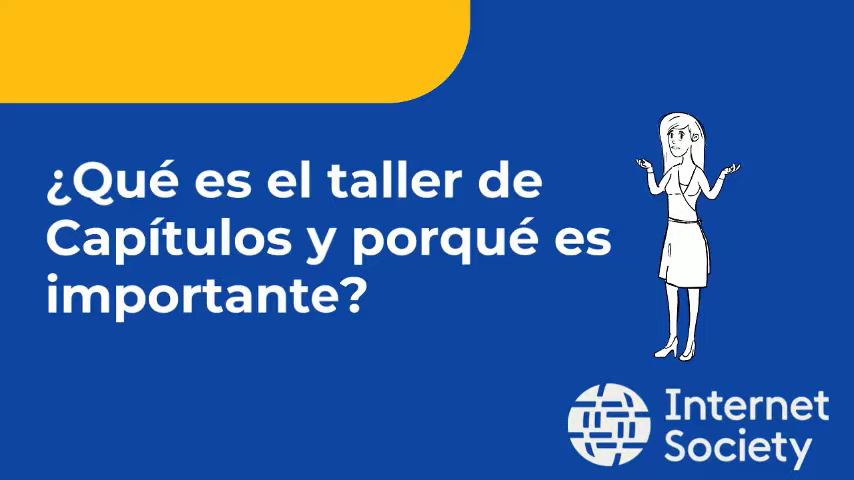 ¿Qué es el taller de
Capítulos y porqué es
importante?
Internet
Society